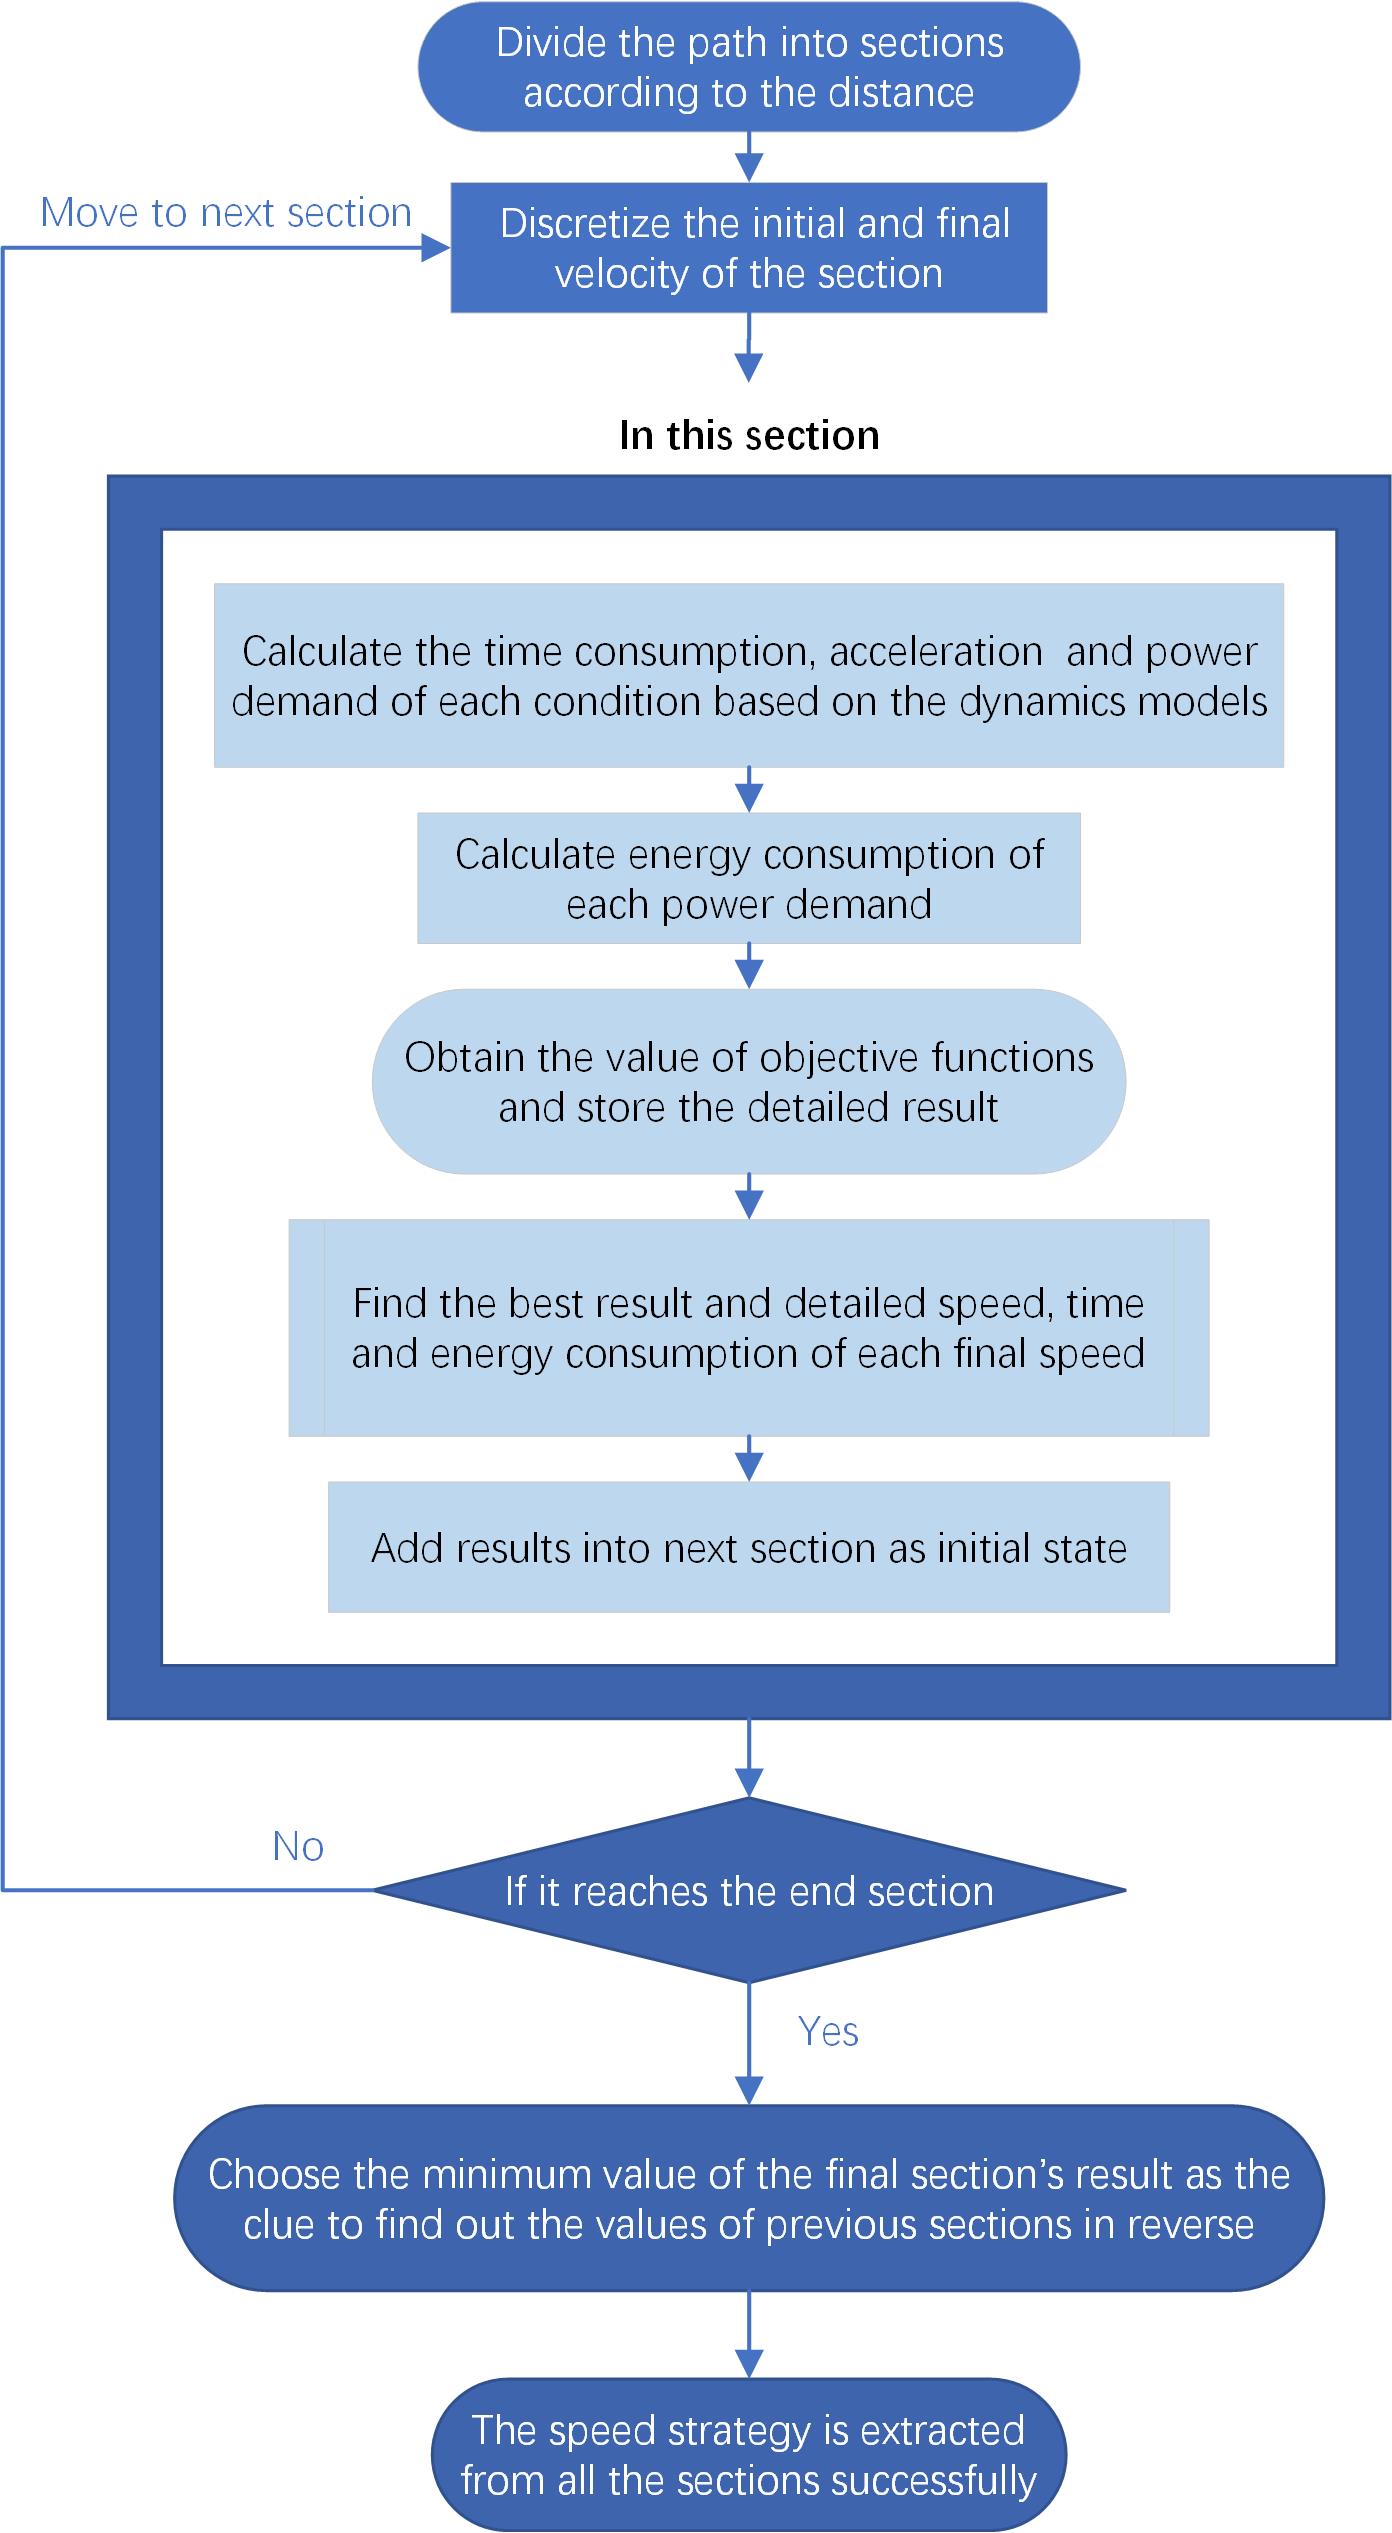 Divide the path into sections
according to the distance
Move to next section
Discretize the initial and final
velocity of the section
In this section
Calculate the time consumption, acceleration and power
demand of each condition based on the dynamics models
Calculate energy consumption of
each power demand
Obtain the value of objective functions
and store the detailed result
Find the best result and detailed speed, time
and energy consumption of each final speed
Add results into next section as initial state
No
If it reaches the end section
Yes
Choose the minimum value of the final section’s result as the
clue to find out the values of previous sections in reverse
The speed strategy is extracted
from all the sections successfully